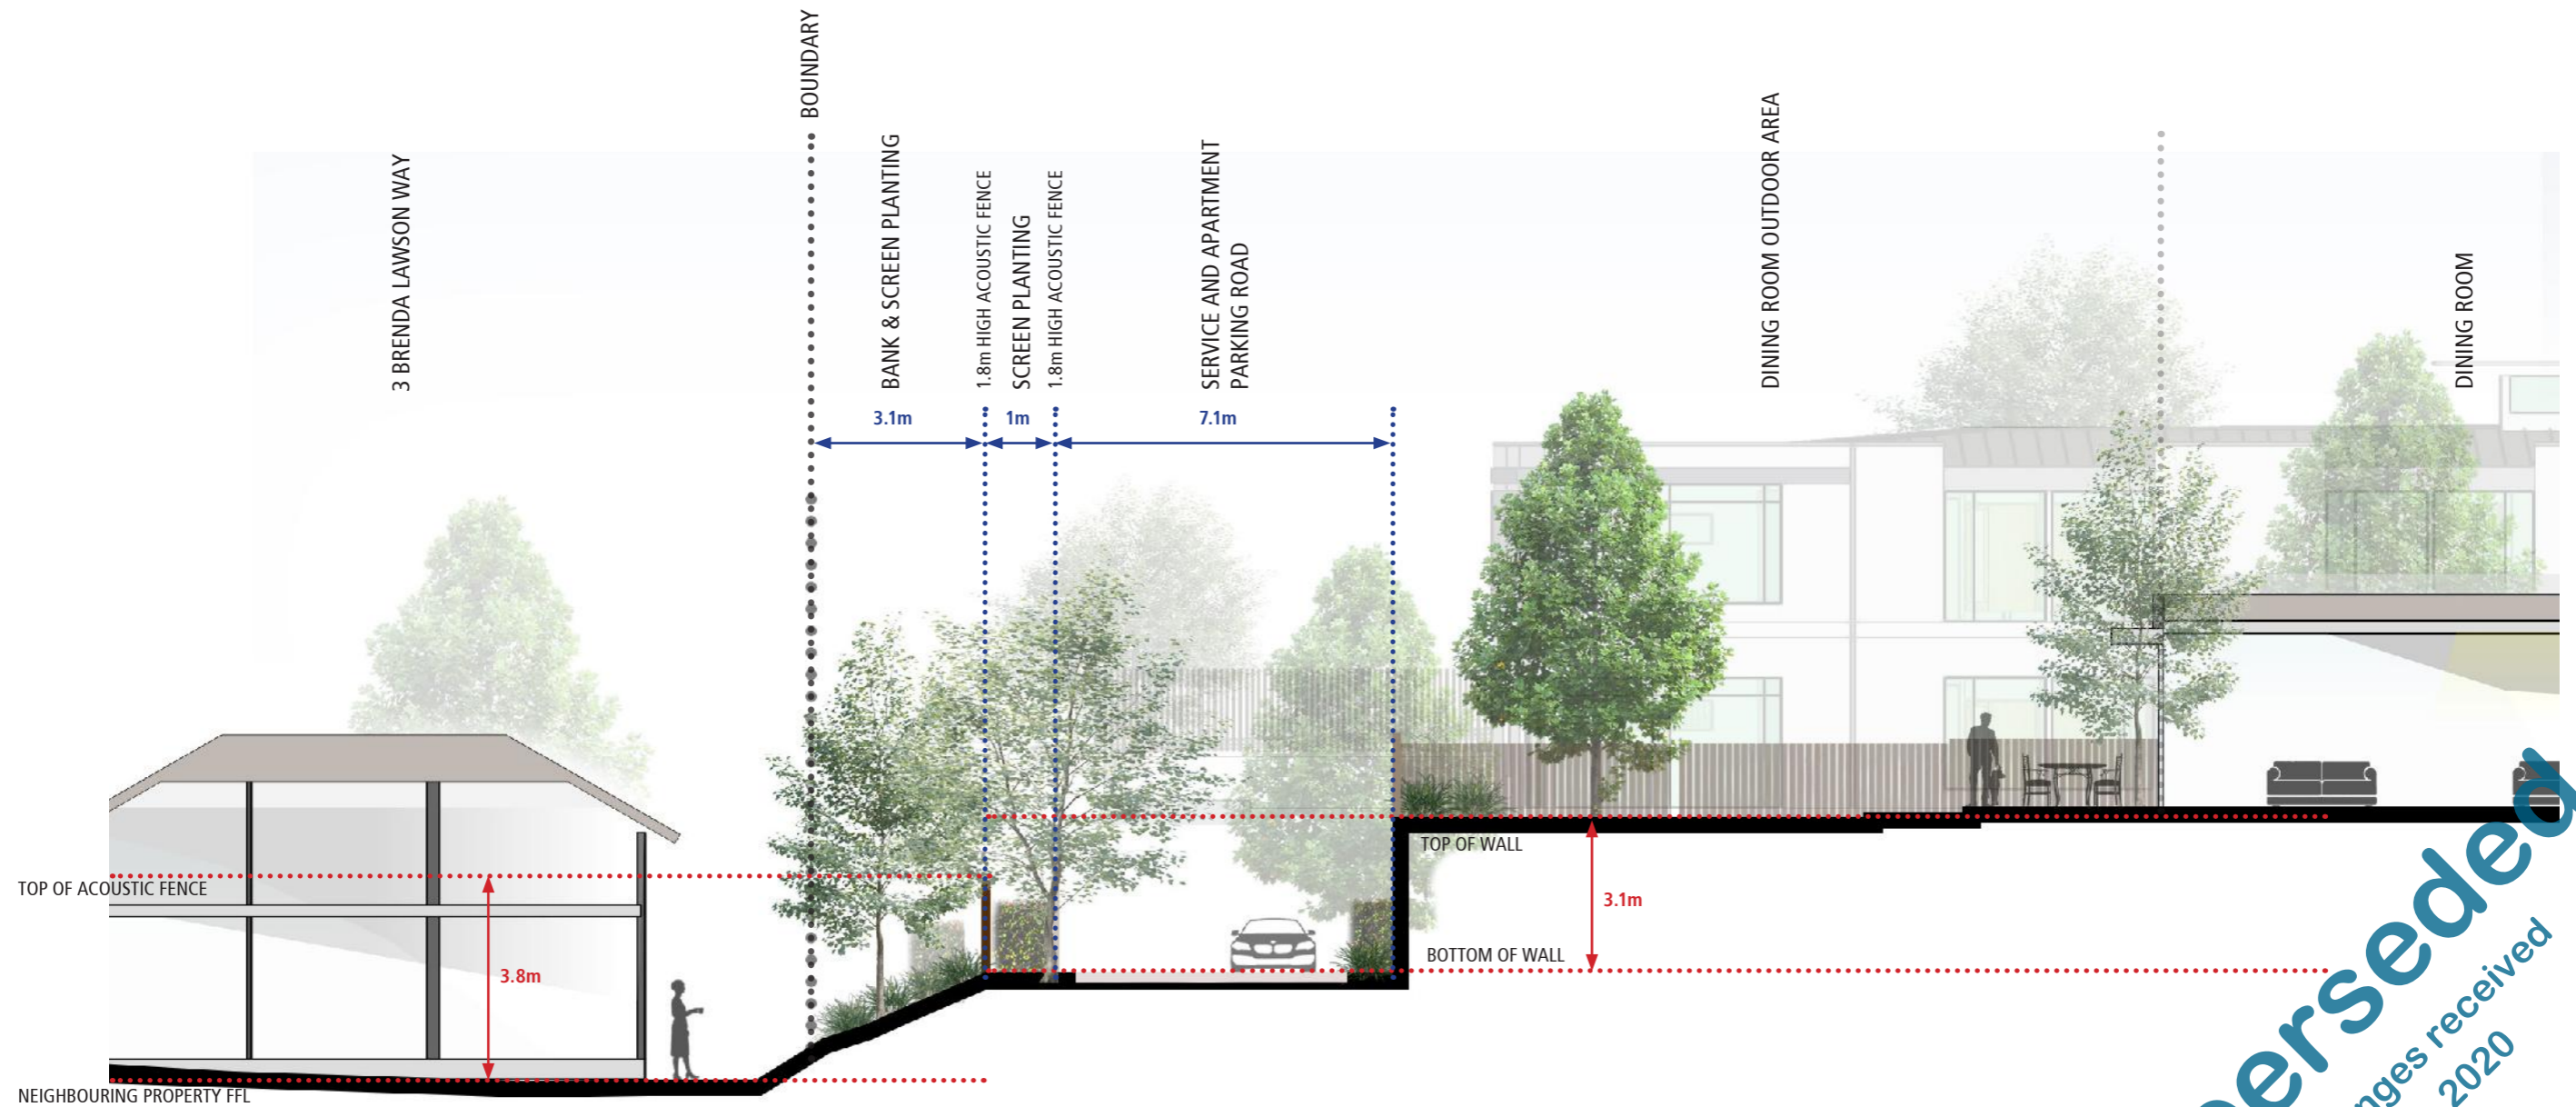 BOUNDARY
3 BRENDA LAWSON WAY
BANK & SCREEN PLANTING
1.8m HIGH ACOUSTIC FENCE
SCREEN PLANTING
1.8m HIGH ACOUSTIC FENCE
SERVICE AND APARTMENT
PARKING ROAD
DINING ROOM OUTDOOR AREA
DINING ROOM
3.1m
1m
7.1m
TOP OF WALL
TOP OF ACOUSTIC FENCE
3.1m
BOTTOM OF WALL
3.8m
NEIGHBOURING PROPERTY FFL
perseded
nges received
2020